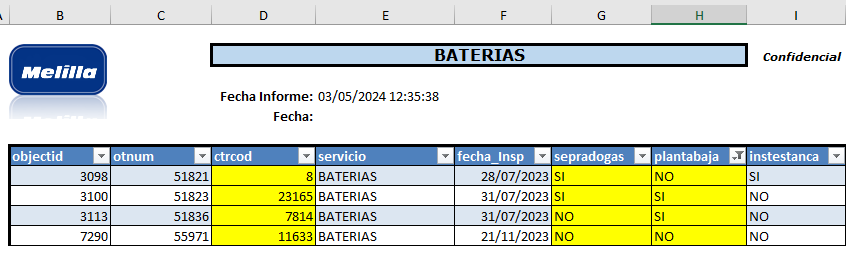 A B C D E F G H I
BATERIAS
Confidencial
Melilla
Fecha Informe: 03/05/2024 12:35:38
Fecha:
objectid otnum ctrcod servicio fecha_Insp sepradogas plantabaja instestanca
3098 51821 8 BATERIAS 28/07/2023 SI NO SI
3100 51823 23165 BATERIAS 31/07/2023 SI SI NO
3113 51836 7814 BATERIAS 31/07/2023 NO SI NO
7290 55971 11633 BATERIAS 21/11/2023 NO NO NO